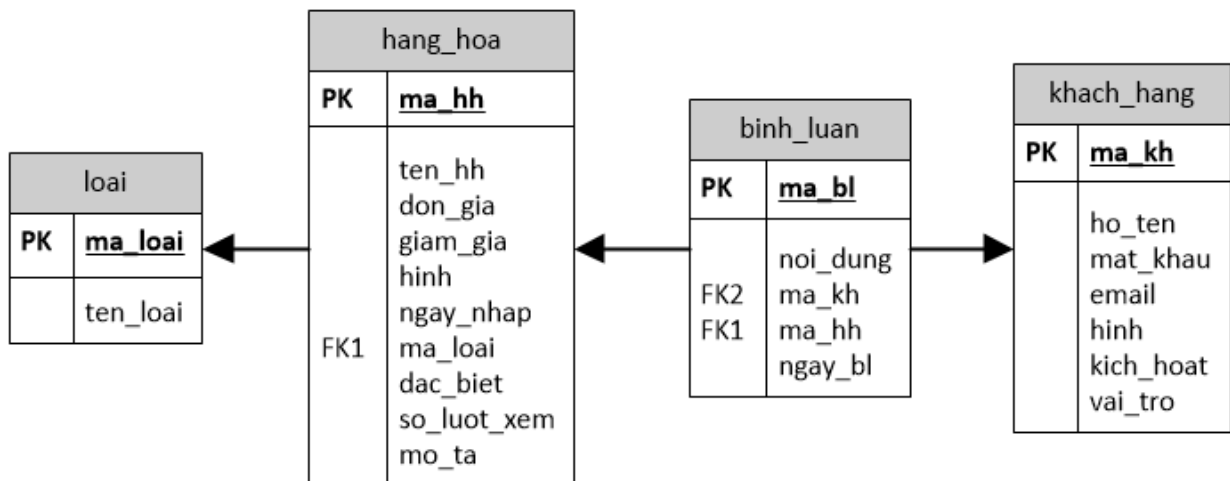 loai
PK ma_loai
ten_loai
hang_hoa
PK ma_hh
ten_hh
don_gia
giam_gia
hinh
ngay_nhap
FK1 ma_loai
dac_biet
so_luot_xem
mo_ta
binh_luan
PK ma_bl
noi_dung
FK2 ma_kh
FK1 ma_hh
ngay_bl
khach_hang
PK ma_kh
ho_ten
mat_khau
email
hinh
kich_hoat
vai_tro